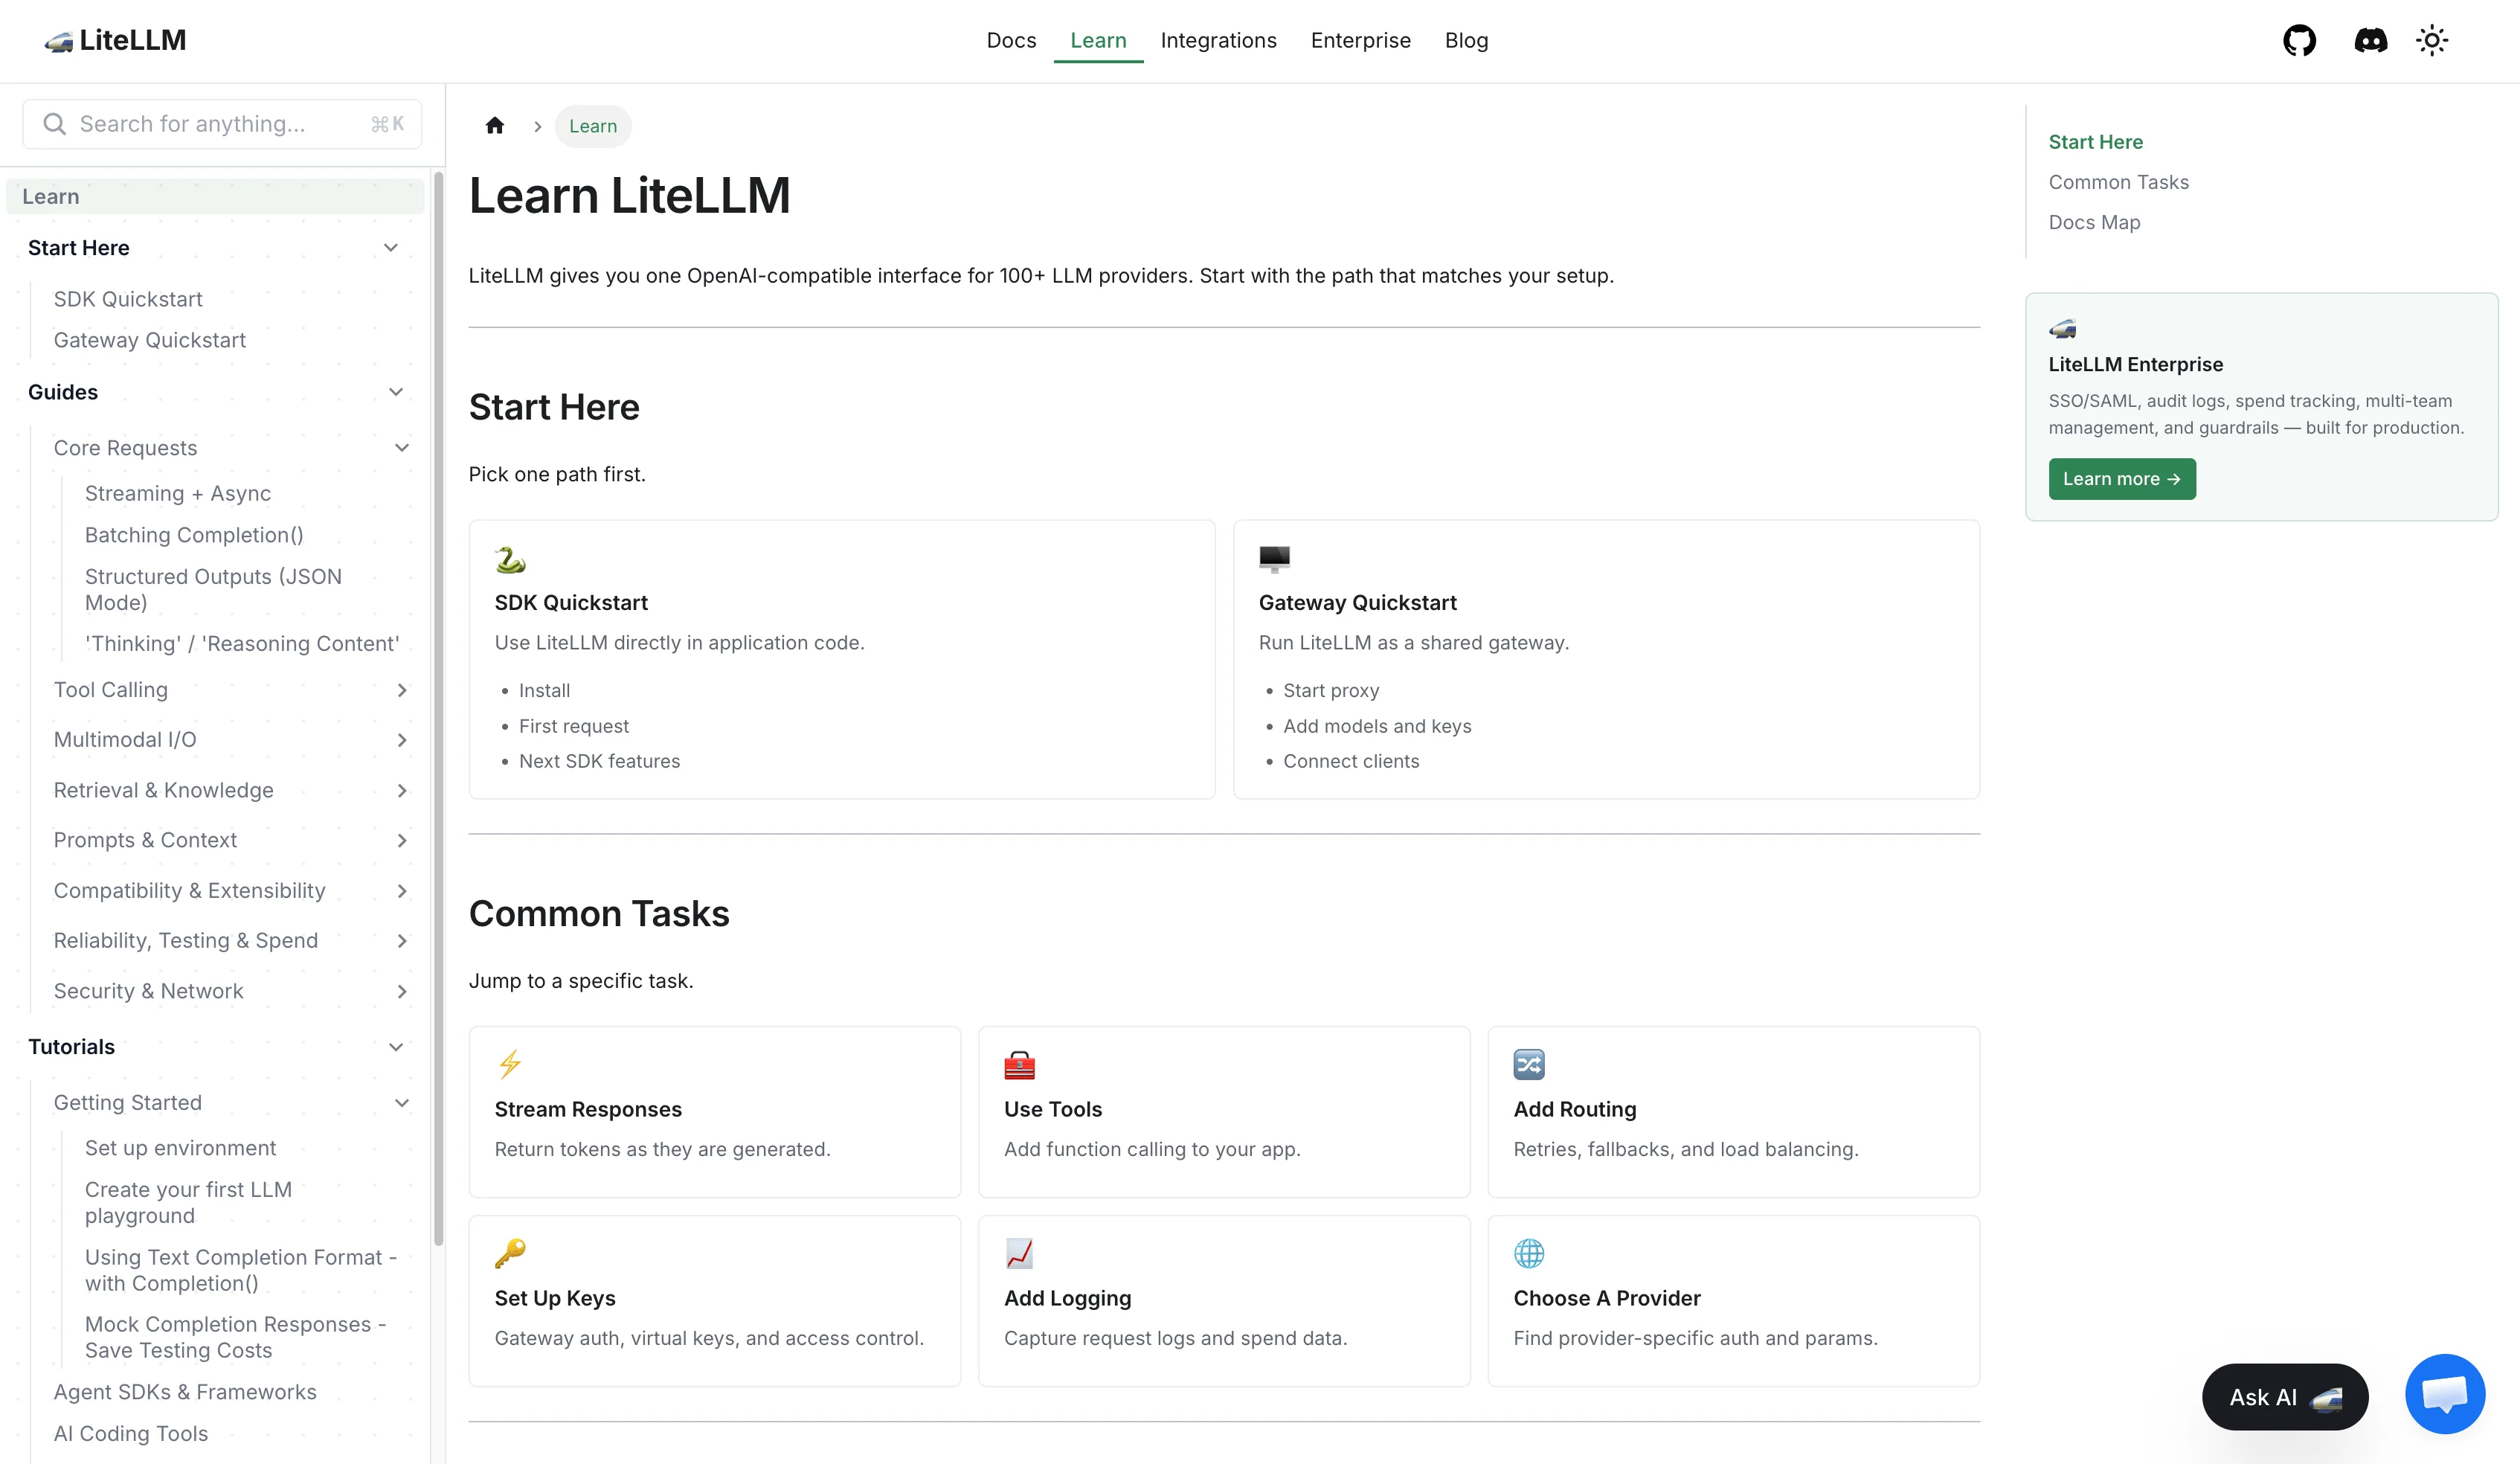 LiteLLM
Docs
Learn
Integrations
Enterprise
Blog
Search for anything...
⌘K
Learn
Start Here
SDK Quickstart
Gateway Quickstart
Guides
Core Requests
Streaming + Async
Batching Completion()
Structured Outputs (JSON
Mode)
'Thinking' / 'Reasoning Content'
Tool Calling
Multimodal I/O
Retrieval & Knowledge
Prompts & Context
Compatibility & Extensibility
Reliability, Testing & Spend
Security & Network
Tutorials
Getting Started
Set up environment
Create your first LLM
playground
Using Text Completion Format -
with Completion()
Mock Completion Responses -
Save Testing Costs
Agent SDKs & Frameworks
AI Coding Tools
Learn
Learn LiteLLM
LiteLLM gives you one OpenAI-compatible interface for 100+ LLM providers. Start with the path that matches your setup.
Start Here
Pick one path first.
SDK Quickstart
Use LiteLLM directly in application code.
• Install
• First request
• Next SDK features
Gateway Quickstart
Run LiteLLM as a shared gateway.
• Start proxy
• Add models and keys
• Connect clients
Common Tasks
Jump to a specific task.
Stream Responses
Return tokens as they are generated.
Use Tools
Add function calling to your app.
Add Routing
Retries, fallbacks, and load balancing.
Set Up Keys
Gateway auth, virtual keys, and access control.
Add Logging
Capture request logs and spend data.
Choose A Provider
Find provider-specific auth and params.
Start Here
Common Tasks
Docs Map
LiteLLM Enterprise
SSO/SAML, audit logs, spend tracking, multi-team
management, and guardrails — built for production.
Learn more →
Ask AI